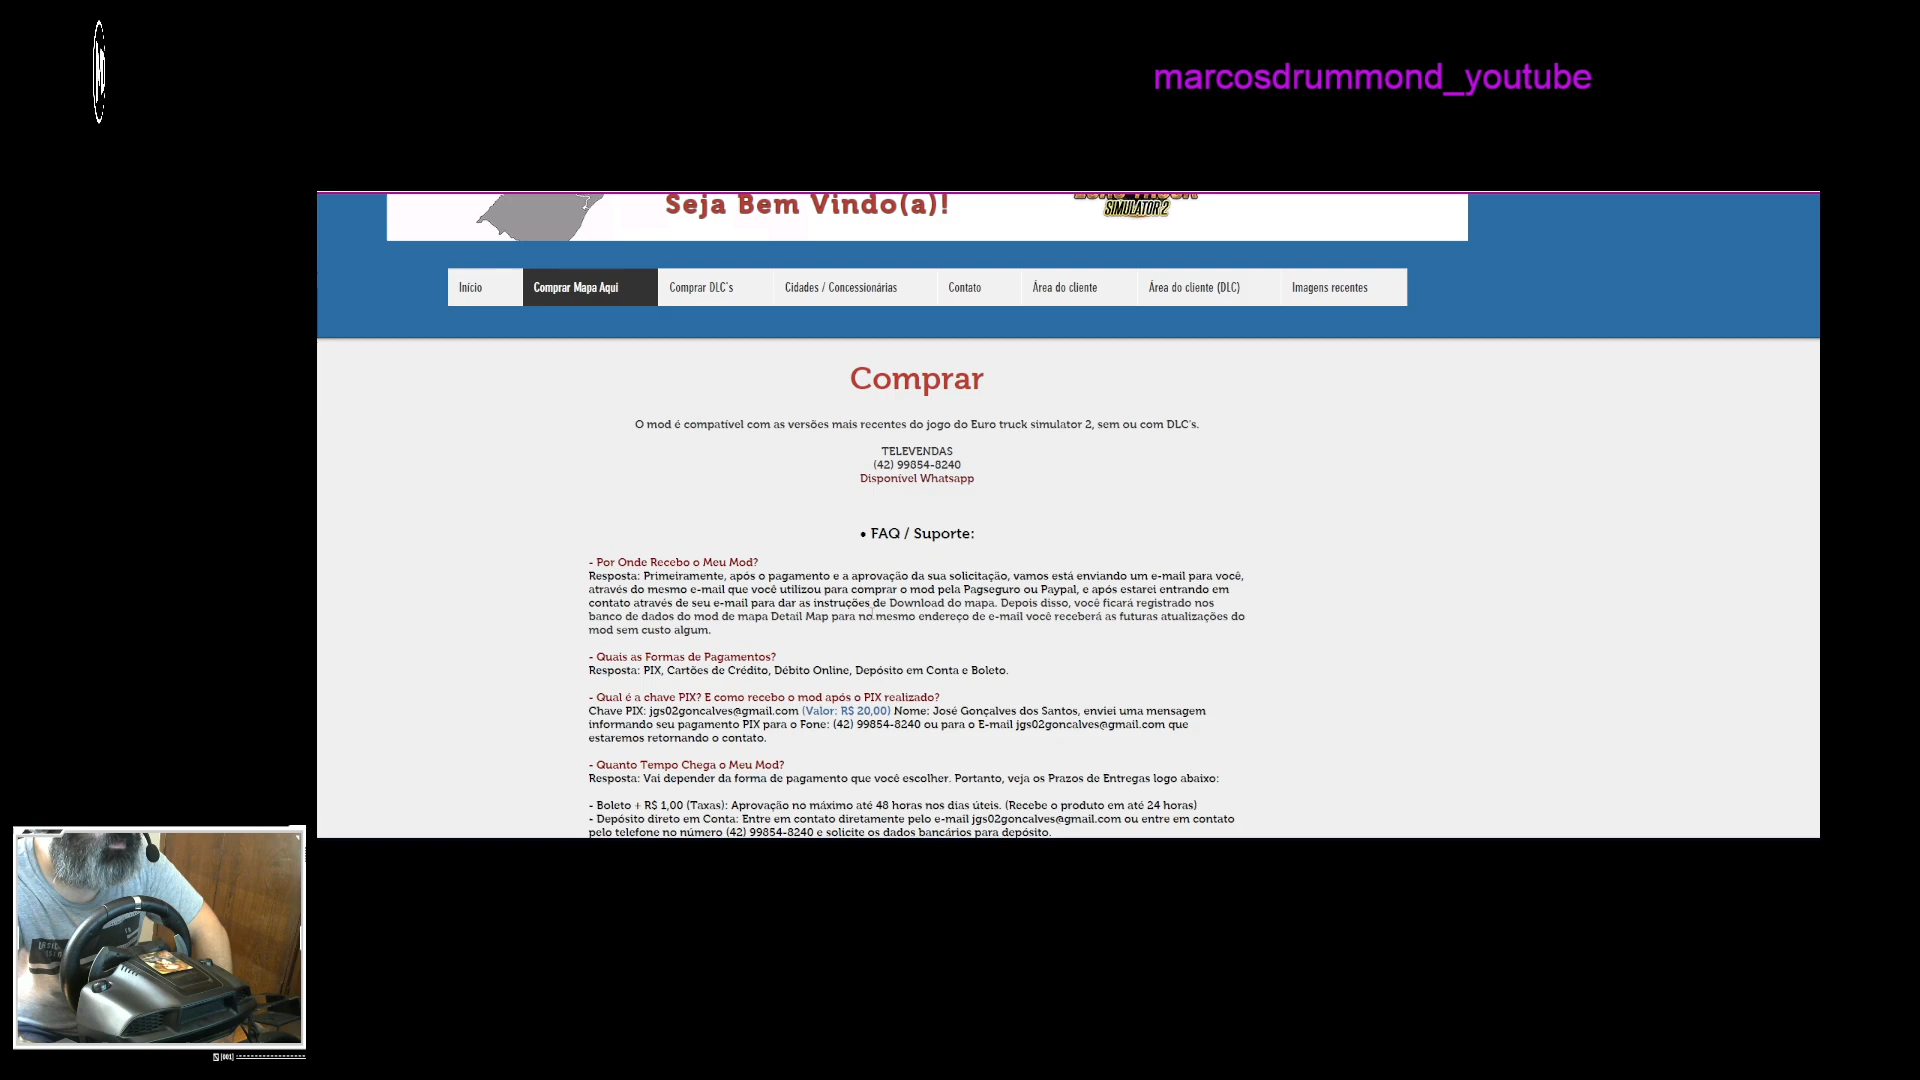 marcosdrummond_youtube
Seja Bem Vindo(a)!
SIMULATOR 2
Início
Comprar Mapa Aqui
Comprar DLC's
Cidades / Concessionárias
Contato
Área do cliente
Área do cliente (DLC)
Imagens recentes
Comprar
O mod é compatível com as versões mais recentes do jogo do Euro truck simulator 2, sem ou com DLC's.
TELEVENDAS
(42) 99854-8240
Disponível Whatsapp
• FAQ / Suporte:
- Por Onde Recebo o Meu Mod?
Resposta: Primeiramente, após o pagamento e a aprovação da sua solicitação, vamos está enviando um e-mail para você,
através do mesmo e-mail que você utilizou para comprar o mod pela Pagseguro ou Paypal, e após estarei entrando em
contato através de seu e-mail para dar as instruções de Download do mapa. Depois disso, você ficará registrado nos
banco de dados do mod de mapa Detail Map para no mesmo endereço de e-mail você receberá as futuras atualizações do
mod sem custo algum.
- Quais as Formas de Pagamentos?
Resposta: PIX, Cartões de Crédito, Débito Online, Depósito em Conta e Boleto.
- Qual é a chave PIX? E como recebo o mod após o PIX realizado?
Chave PIX: jgs02goncalves@gmail.com (Valor: R$ 20,00) Nome: José Gonçalves dos Santos, enviei uma mensagem
informando seu pagamento PIX para o Fone: (42) 99854-8240 ou para o E-mail jgs02goncalves@gmail.com que
estaremos retornando o contato.
- Quanto Tempo Chega o Meu Mod?
Resposta: Vai depender da forma de pagamento que você escolher. Portanto, veja os Prazos de Entregas logo abaixo:
- Boleto + R$ 1,00 (Taxas): Aprovação no máximo até 48 horas nos dias úteis. (Recebe o produto em até 24 horas)
- Depósito direto em Conta: Entre em contato diretamente pelo e-mail jgs02goncalves@gmail.com ou entre em contato
pelo telefone no número (42) 99854-8240 e solicite os dados bancários para depósito.
[001]